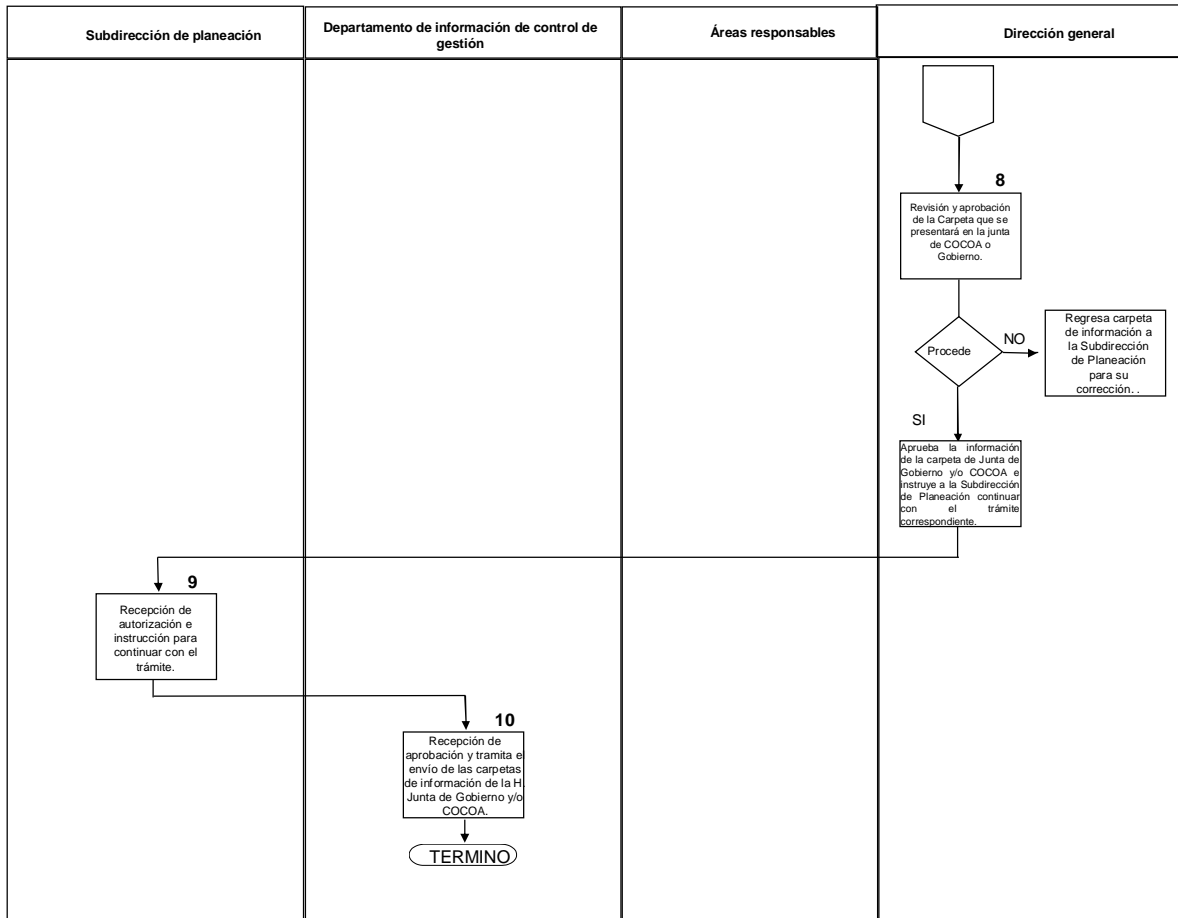 Subdirección de planeación
Departamento de información de control de
gestión
Áreas responsables
Dirección general
8
Revisión y aprobación
de la Carpeta que se
presentará en la junta
de COCOA o
Gobierno.
Procede
NO
Regresa carpeta
de información a
la Subdirección
de Planeación
para su
corrección. .
SI
Aprueba la información
de la carpeta de Junta de
Gobierno y/o COCOA e
instruye a la Subdirección
de Planeación continuar
con el trámite
correspondiente.
9
Recepción de
autorización e
instrucción para
continuar con el
trámite.
10
Recepción de
aprobación y tramita el
envío de las carpetas
de información de la H.
Junta de Gobierno y/o
COCOA.
TERMINO